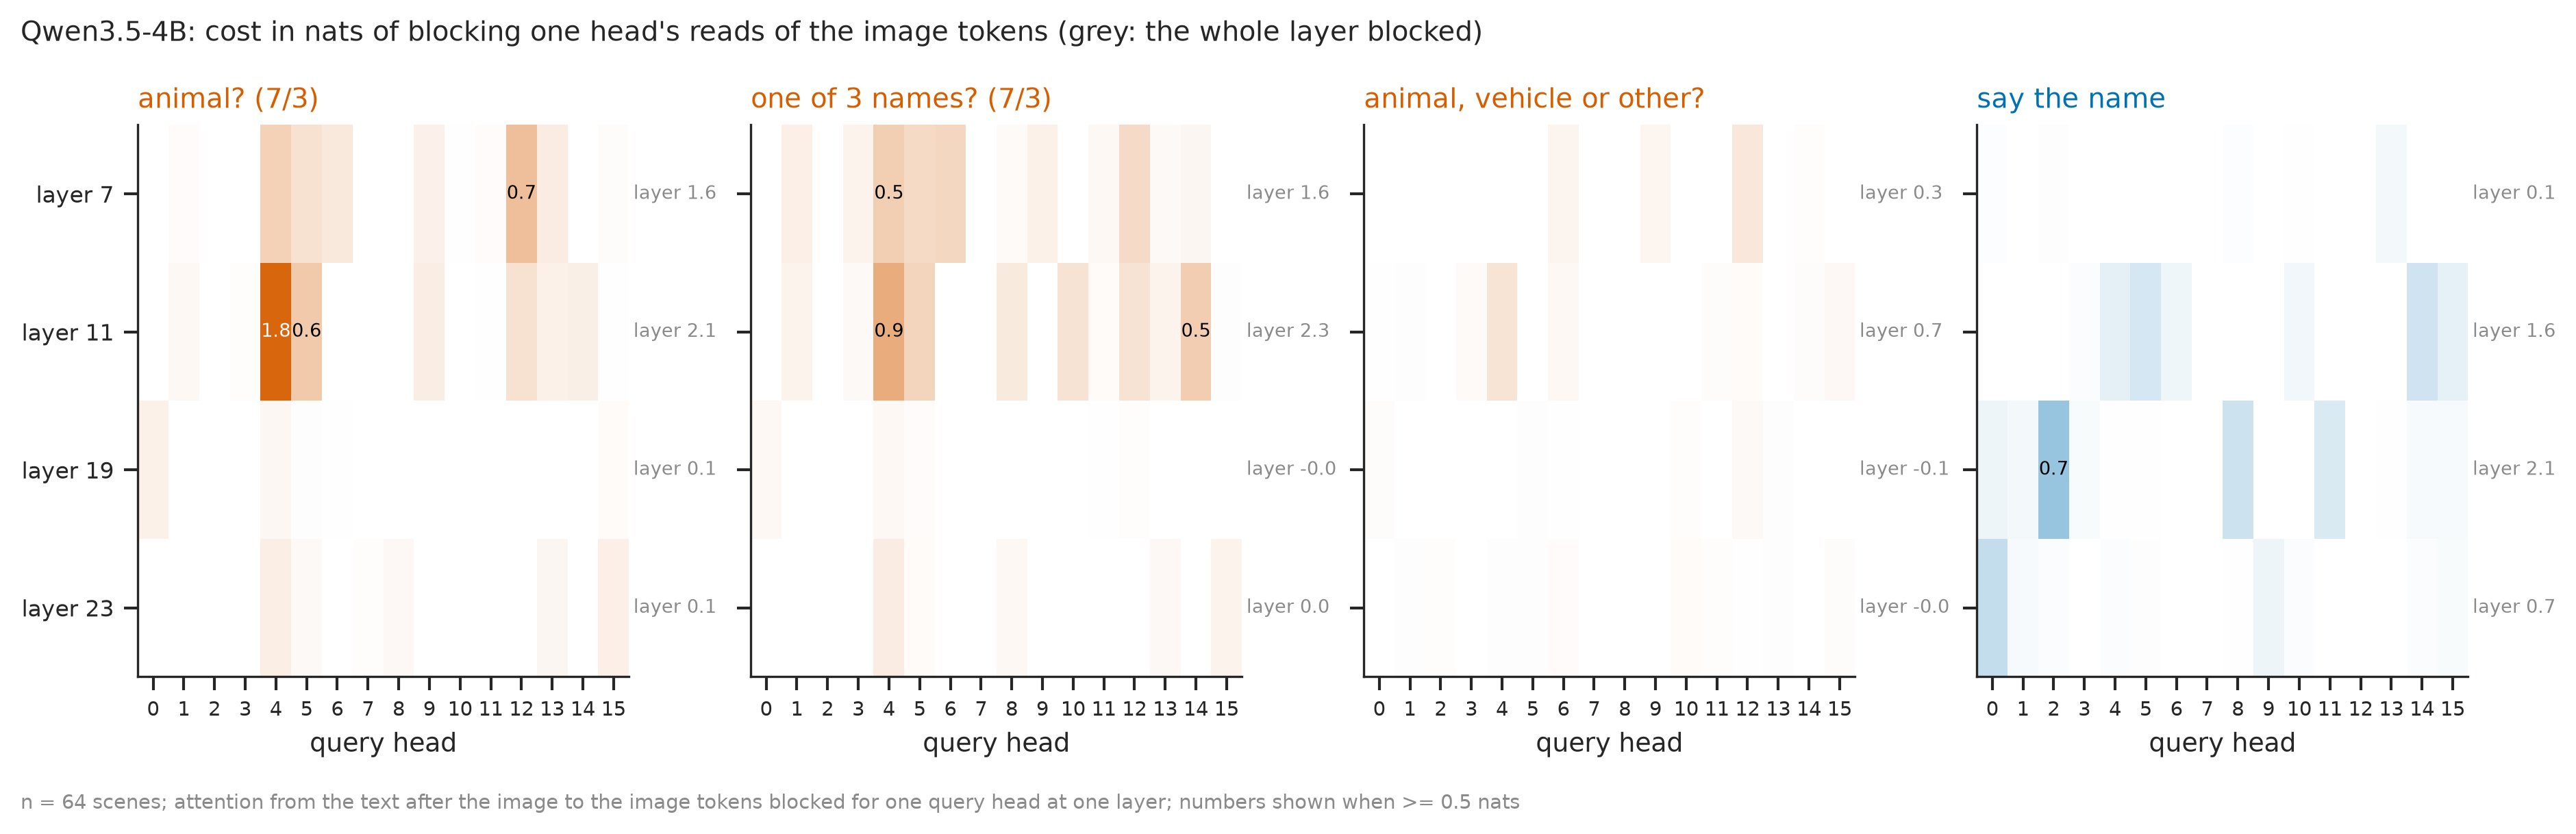 Qwen3.5-4B: cost in nats of blocking one head's reads of the image tokens (grey: the whole layer blocked)
animal? (7/3)
one of 3 names? (7/3)
animal, vehicle or other?
say the name
layer 7
0.7
layer 1.6
0.5
layer 1.6
layer 0.3
layer 0.1
layer 11
1.8
0.6
layer 2.1
0.9
0.5
layer 2.3
layer 0.7
layer 1.6
layer 19
layer 0.1
layer -0.0
layer -0.1
0.7
layer 2.1
layer 23
layer 0.1
layer 0.0
layer -0.0
layer 0.7
0 1 2 3 4 5 6 7 8 9 10 11 12 13 14 15
0 1 2 3 4 5 6 7 8 9 10 11 12 13 14 15
0 1 2 3 4 5 6 7 8 9 10 11 12 13 14 15
0 1 2 3 4 5 6 7 8 9 10 11 12 13 14 15
query head
query head
query head
query head
n = 64 scenes; attention from the text after the image to the image tokens blocked for one query head at one layer; numbers shown when >= 0.5 nats